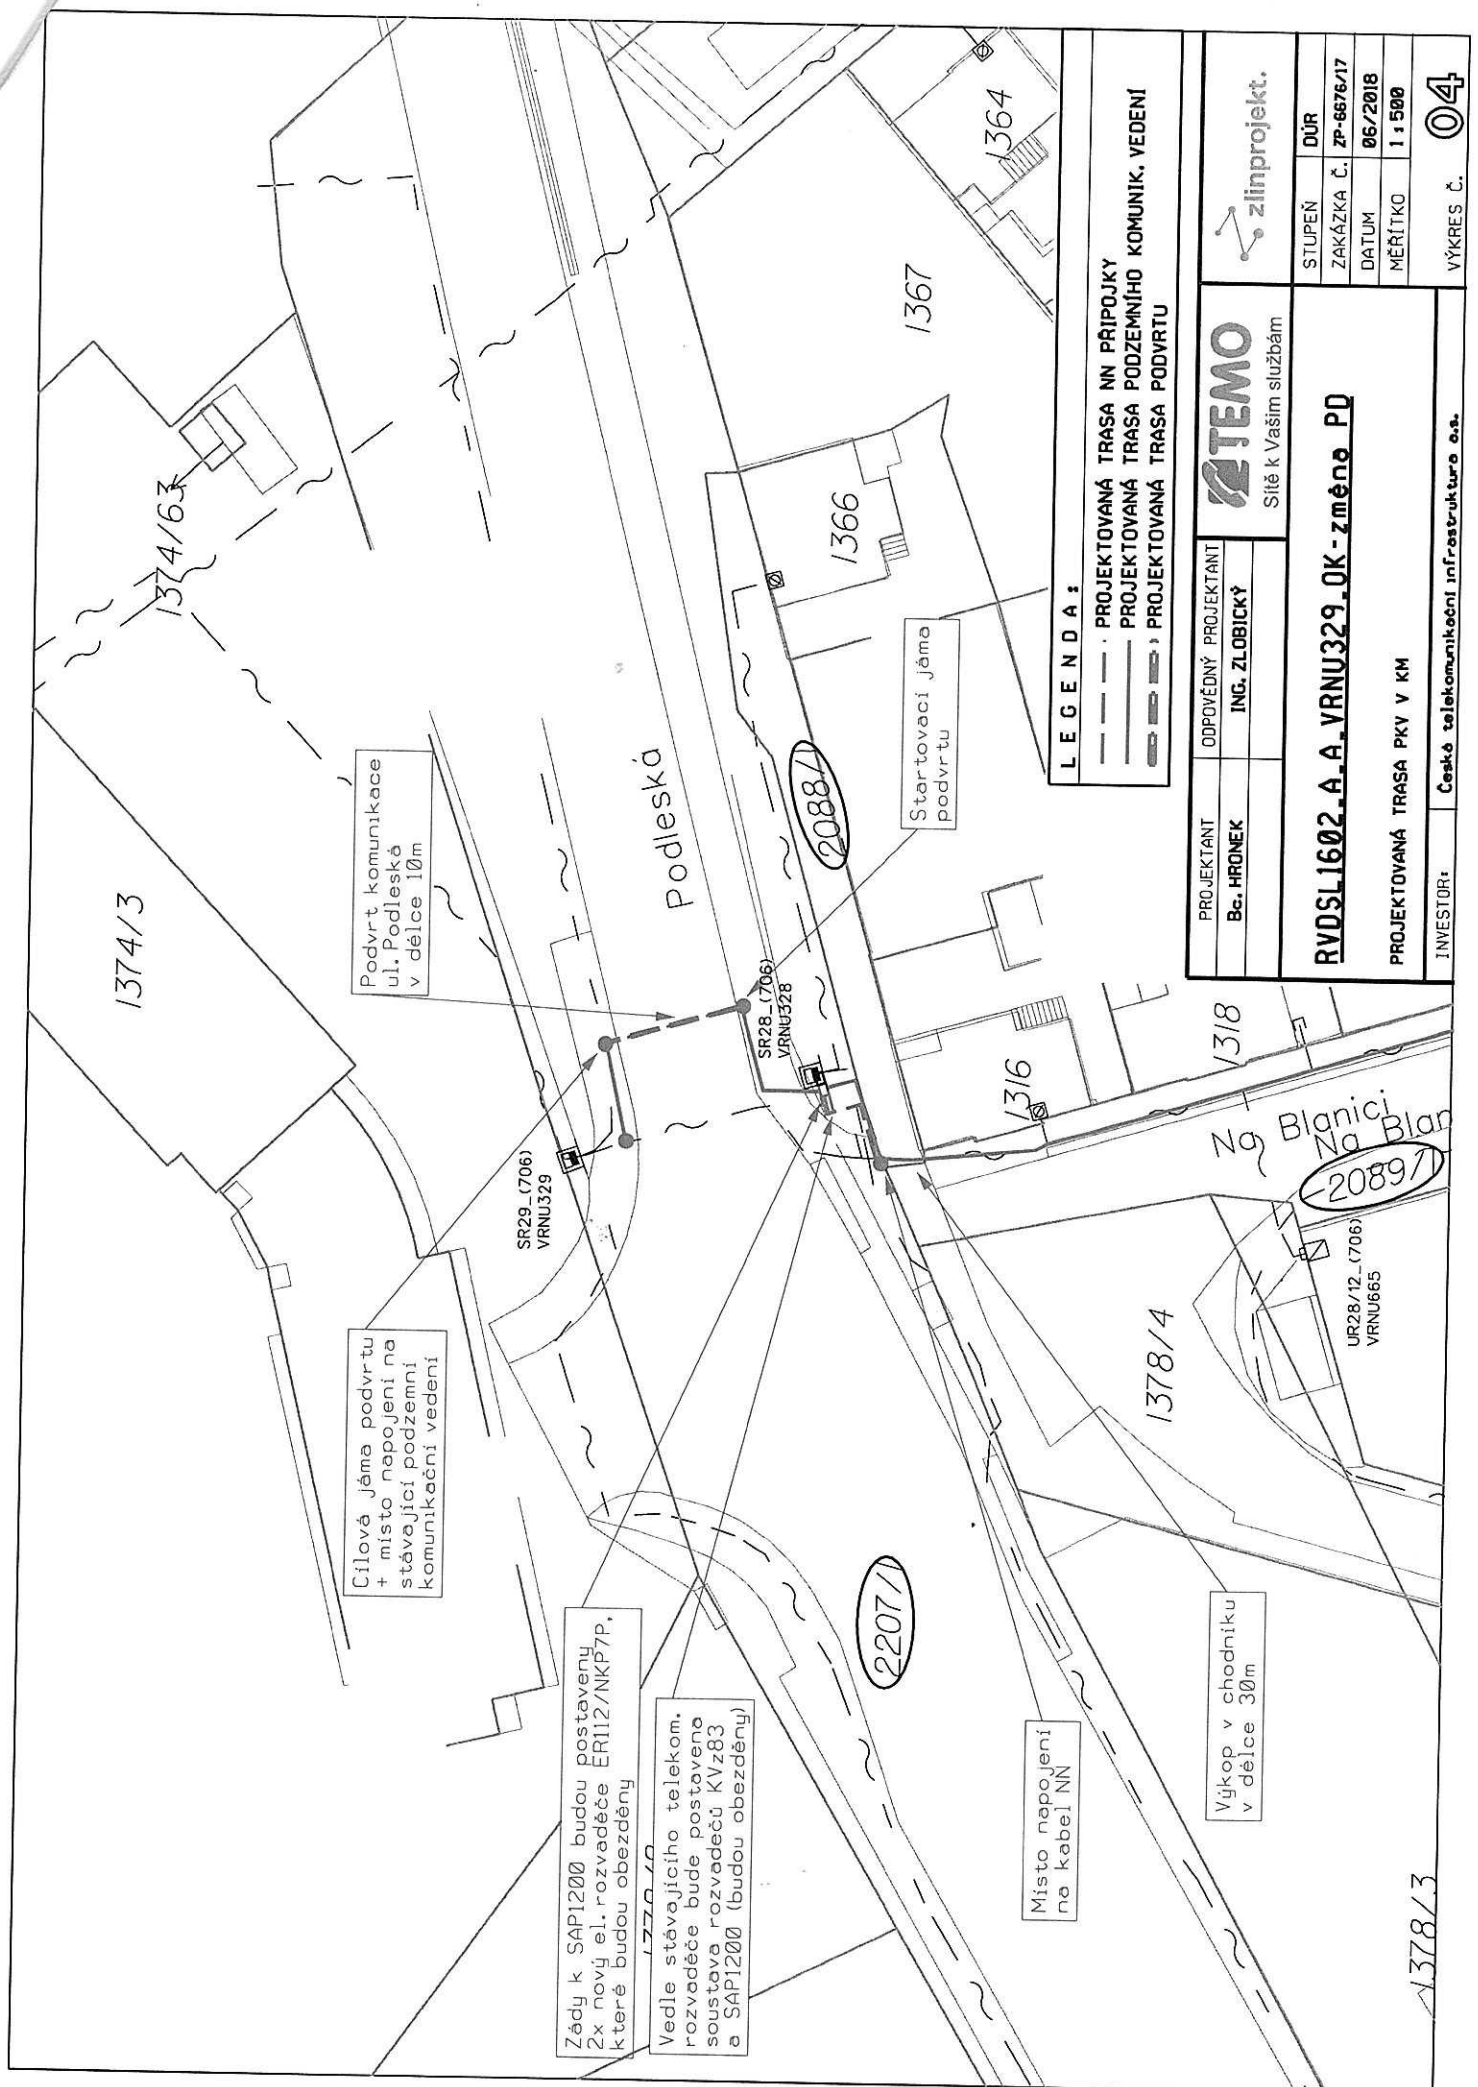 1374/3
1374/63
Podvrt komunikace
ul. Podleská
v délce 10m
Cílová jáma podvrtu
+ místo napojení na
stávající podzemní
komunikační vedení
SR29_(706)
VRNU329
Podleská
SR28_(706)
VRNU328
Zády k SAP1200 budou postaveny
2x nový el. rozvaděče ER112/NKP7P,
které budou obezděny
Vedle stávajícího telekom.
rozvaděče bude postavena
soustava rozvaděčů KVz83
a SAP1200 (budou obezděny)
2207/1
2088/1
Startovací jáma
podvrtu
1366
1367
1364
1316
1318
Na Blanici
Na Blan
2089/1
1378/4
UR28/12_(706)
VRNU665
Místo napojení
na kabel NN
Výkop v chodníku
v délce 30m
1378/3
LEGENDA:
PROJEKTOVANÁ TRASA NN PŘÍPOJKY
PROJEKTOVANÁ TRASA PODZEMNÍHO KOMUNIK. VEDENÍ
PROJEKTOVANÁ TRASA PODVRTU
PROJEKTANT
Bc. HRONEK
ODPOVĚDNÝ PROJEKTANT
ING. ZLOBICKÝ
TEMO
Sítě k Vašim službám
zlinprojekt.
RVDSL1602_A_A_VRNU329_OK-změna PD
PROJEKTOVANÁ TRASA PKV V KM
STUPEŇ DÚR
ZAKÁZKA Č. ZP-6676/17
DATUM 06/2018
MĚŘÍTKO 1:500
INVESTOR: Česká telekomunikační infrastruktura a.s.
VÝKRES Č. 04